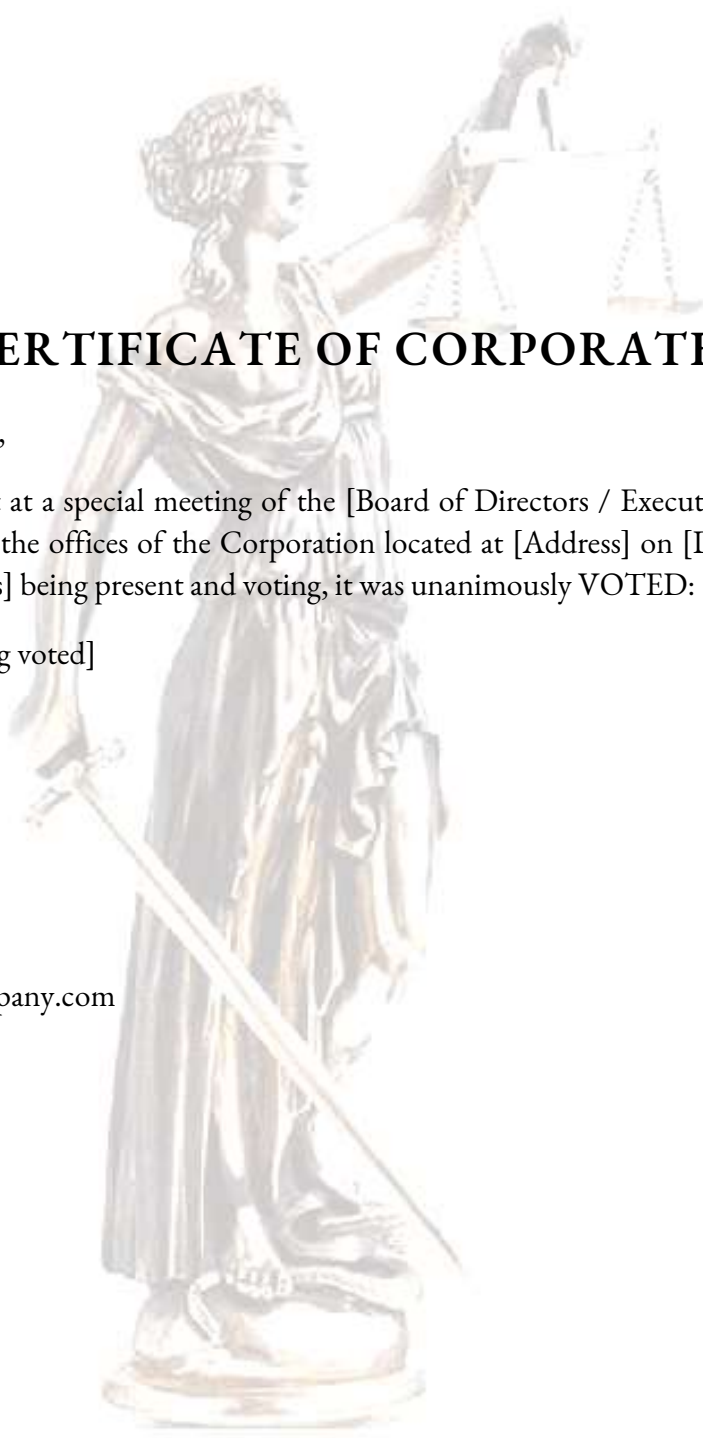 ERTIFICATE OF CORPORATE
,
at a special meeting of the [Board of Directors / Execut
the offices of the Corporation located at [Address] on [
] being present and voting, it was unanimously VOTED:
g voted]
pany.com